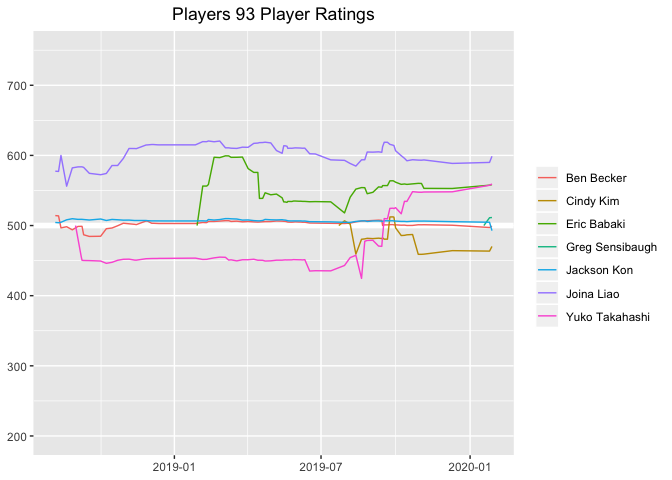 Players 93 Player Ratings
700
600
500
400
300
200
2019-01
2019-07
2020-01
Ben Becker
Cindy Kim
Eric Babaki
Greg Sensibaugh
Jackson Kon
Joina Liao
Yuko Takahashi